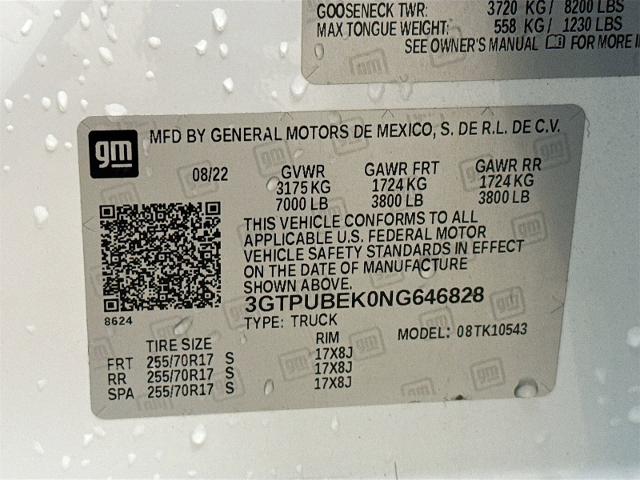 GOOSENECK TWR: 3720 KG/ 8200 LBS
MAX TONGUE WEIGHT: 558 KG/ 1230 LBS
SEE OWNER'S MANUAL FOR MORE
gm MFD BY GENERAL MOTORS DE MEXICO, S. DE R.L. DE C.V.
08/22 GVWR GAWR FRT GAWR RR
3175 KG 1724 KG 1724 KG
7000 LB 3800 LB 3800 LB
THIS VEHICLE CONFORMS TO ALL
APPLICABLE U.S. FEDERAL MOTOR
VEHICLE SAFETY STANDARDS IN EFFECT
ON THE DATE OF MANUFACTURE
SHOWN ABOVE.
3GTPUBEK0NG646828
8624 TYPE: TRUCK MODEL: 08TK10543
TIRE SIZE RIM
FRT 255/70R17 S 17X8J
RR 255/70R17 S 17X8J
SPA 255/70R17 S 17X8J